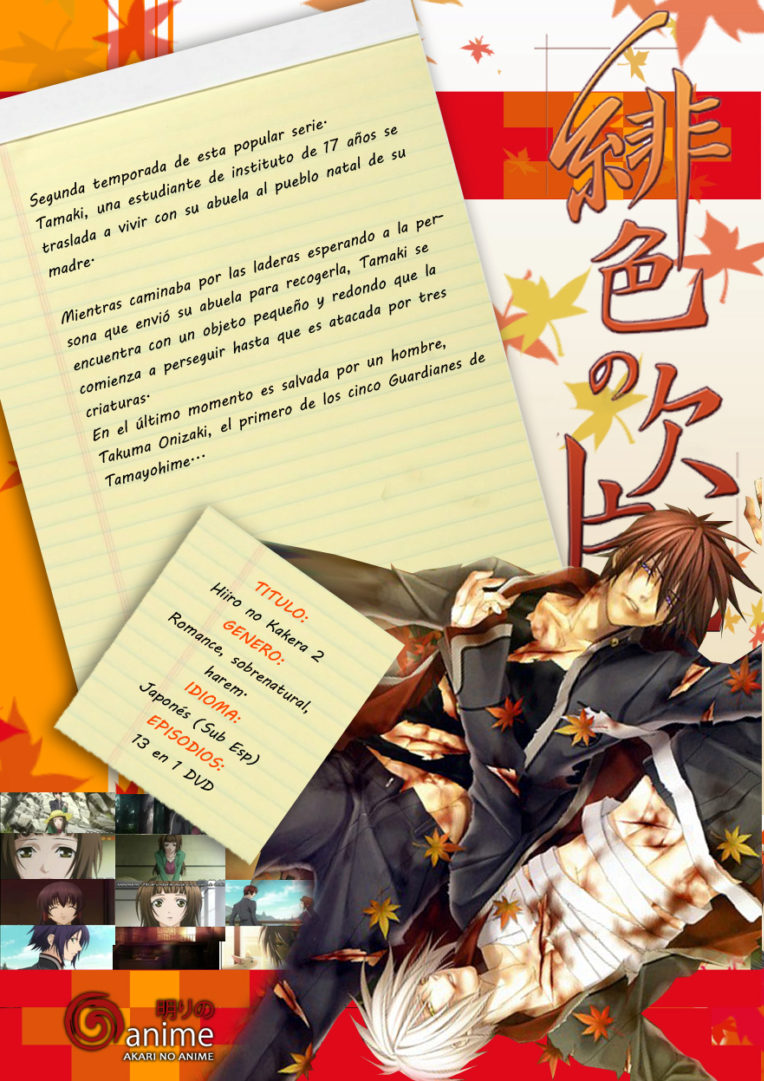 Segunda temporada de esta popular serie.
Tamaki, una estudiante de instituto de 17 años se
traslada a vivir con su abuela al pueblo natal de su
madre.
Mientras caminaba por las laderas esperando a la per-
sona que envió su abuela para recogerla, Tamaki se
encuentra con un objeto pequeño y redondo que la
comienza a perseguir hasta que es atacada por tres
criaturas.
En el último momento es salvada por un hombre,
Takuma Onizaki, el primero de los cinco Guardianes de
Tamayohime...
緋色の欠片
TITULO:
Hiiro no Kakera 2
GENERO:
Romance, sobrenatural,
harem.
IDIOMA:
Japonés (Sub Esp)
EPISODIOS:
13 en 1 DVD
明りの
anime
AKARI NO ANIME